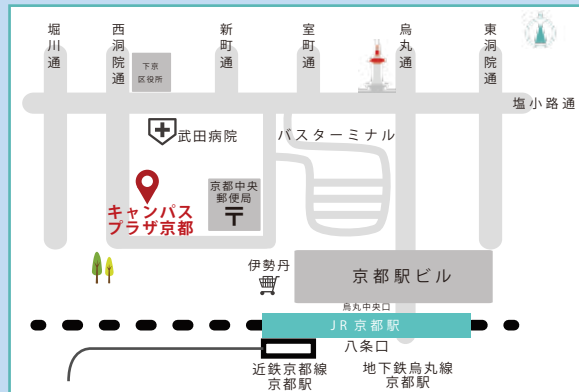 堀川通
西洞院通
新町通
室町通
烏丸通
東洞院通
下京
区役所
塩小路通
武田病院
バスターミナル
京都中央
郵便局
キャンパス
プラザ京都
伊勢丹
京都駅ビル
烏丸中央口
JR 京都駅
八条口
近鉄京都線
京都駅
地下鉄烏丸線
京都駅